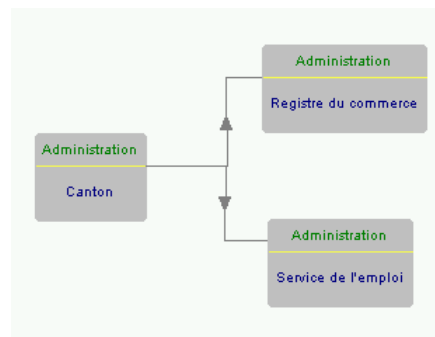 Administration
Registre du commerce
Administration
Canton
Administration
Service de l'emploi